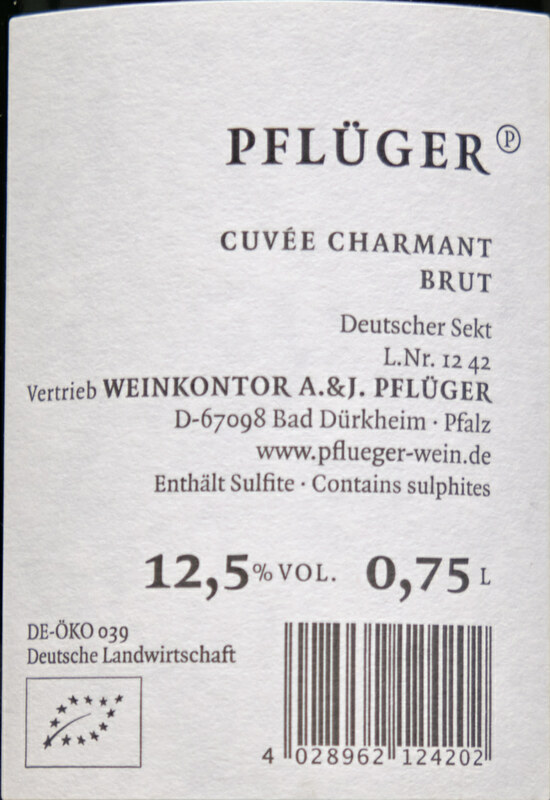 PFLÜGER Ⓟ
CUVÉE CHARMANT
BRUT
Deutscher Sekt
L.Nr. 12 42
Vertrieb WEINKONTOR A.&J. PFLÜGER
D-67098 Bad Dürkheim · Pfalz
www.pflueger-wein.de
Enthält Sulfite · Contains sulphites
12,5% VOL. 0,75 L
DE-ÖKO 039
Deutsche Landwirtschaft
4 028962 124202